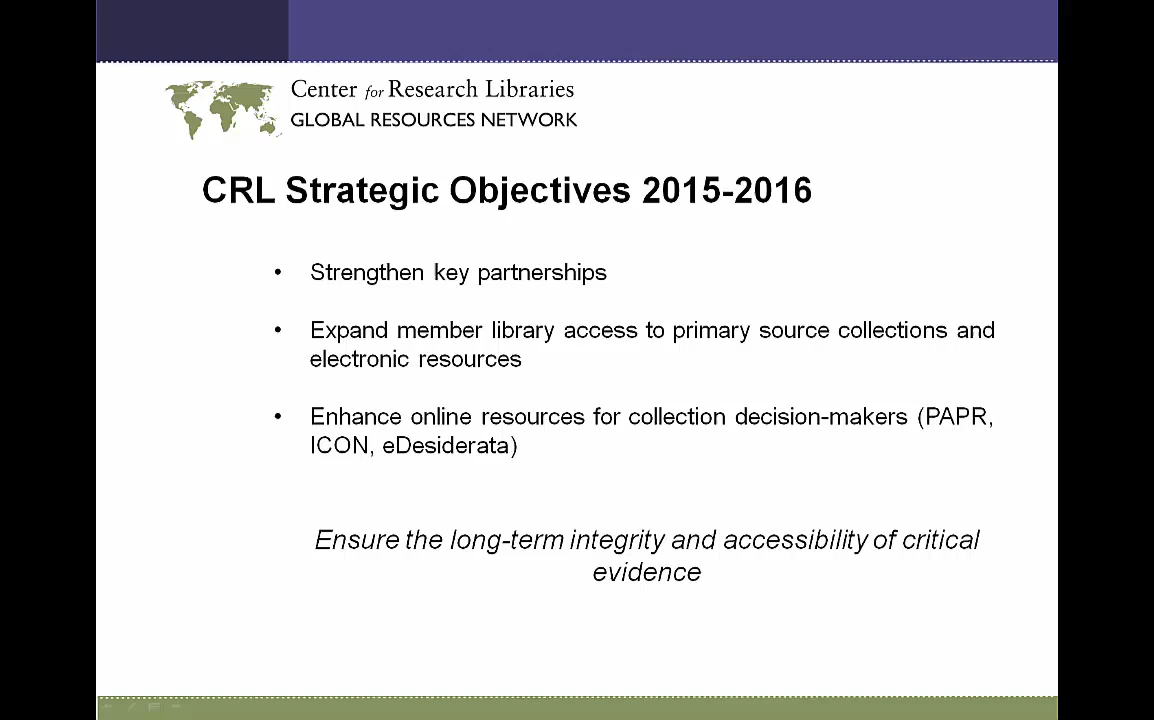 Center for Research Libraries
GLOBAL RESOURCES NETWORK
CRL Strategic Objectives 2015-2016
• Strengthen key partnerships
• Expand member library access to primary source collections and
electronic resources
• Enhance online resources for collection decision-makers (PAPR,
ICON, eDesiderata)
Ensure the long-term integrity and accessibility of critical
evidence